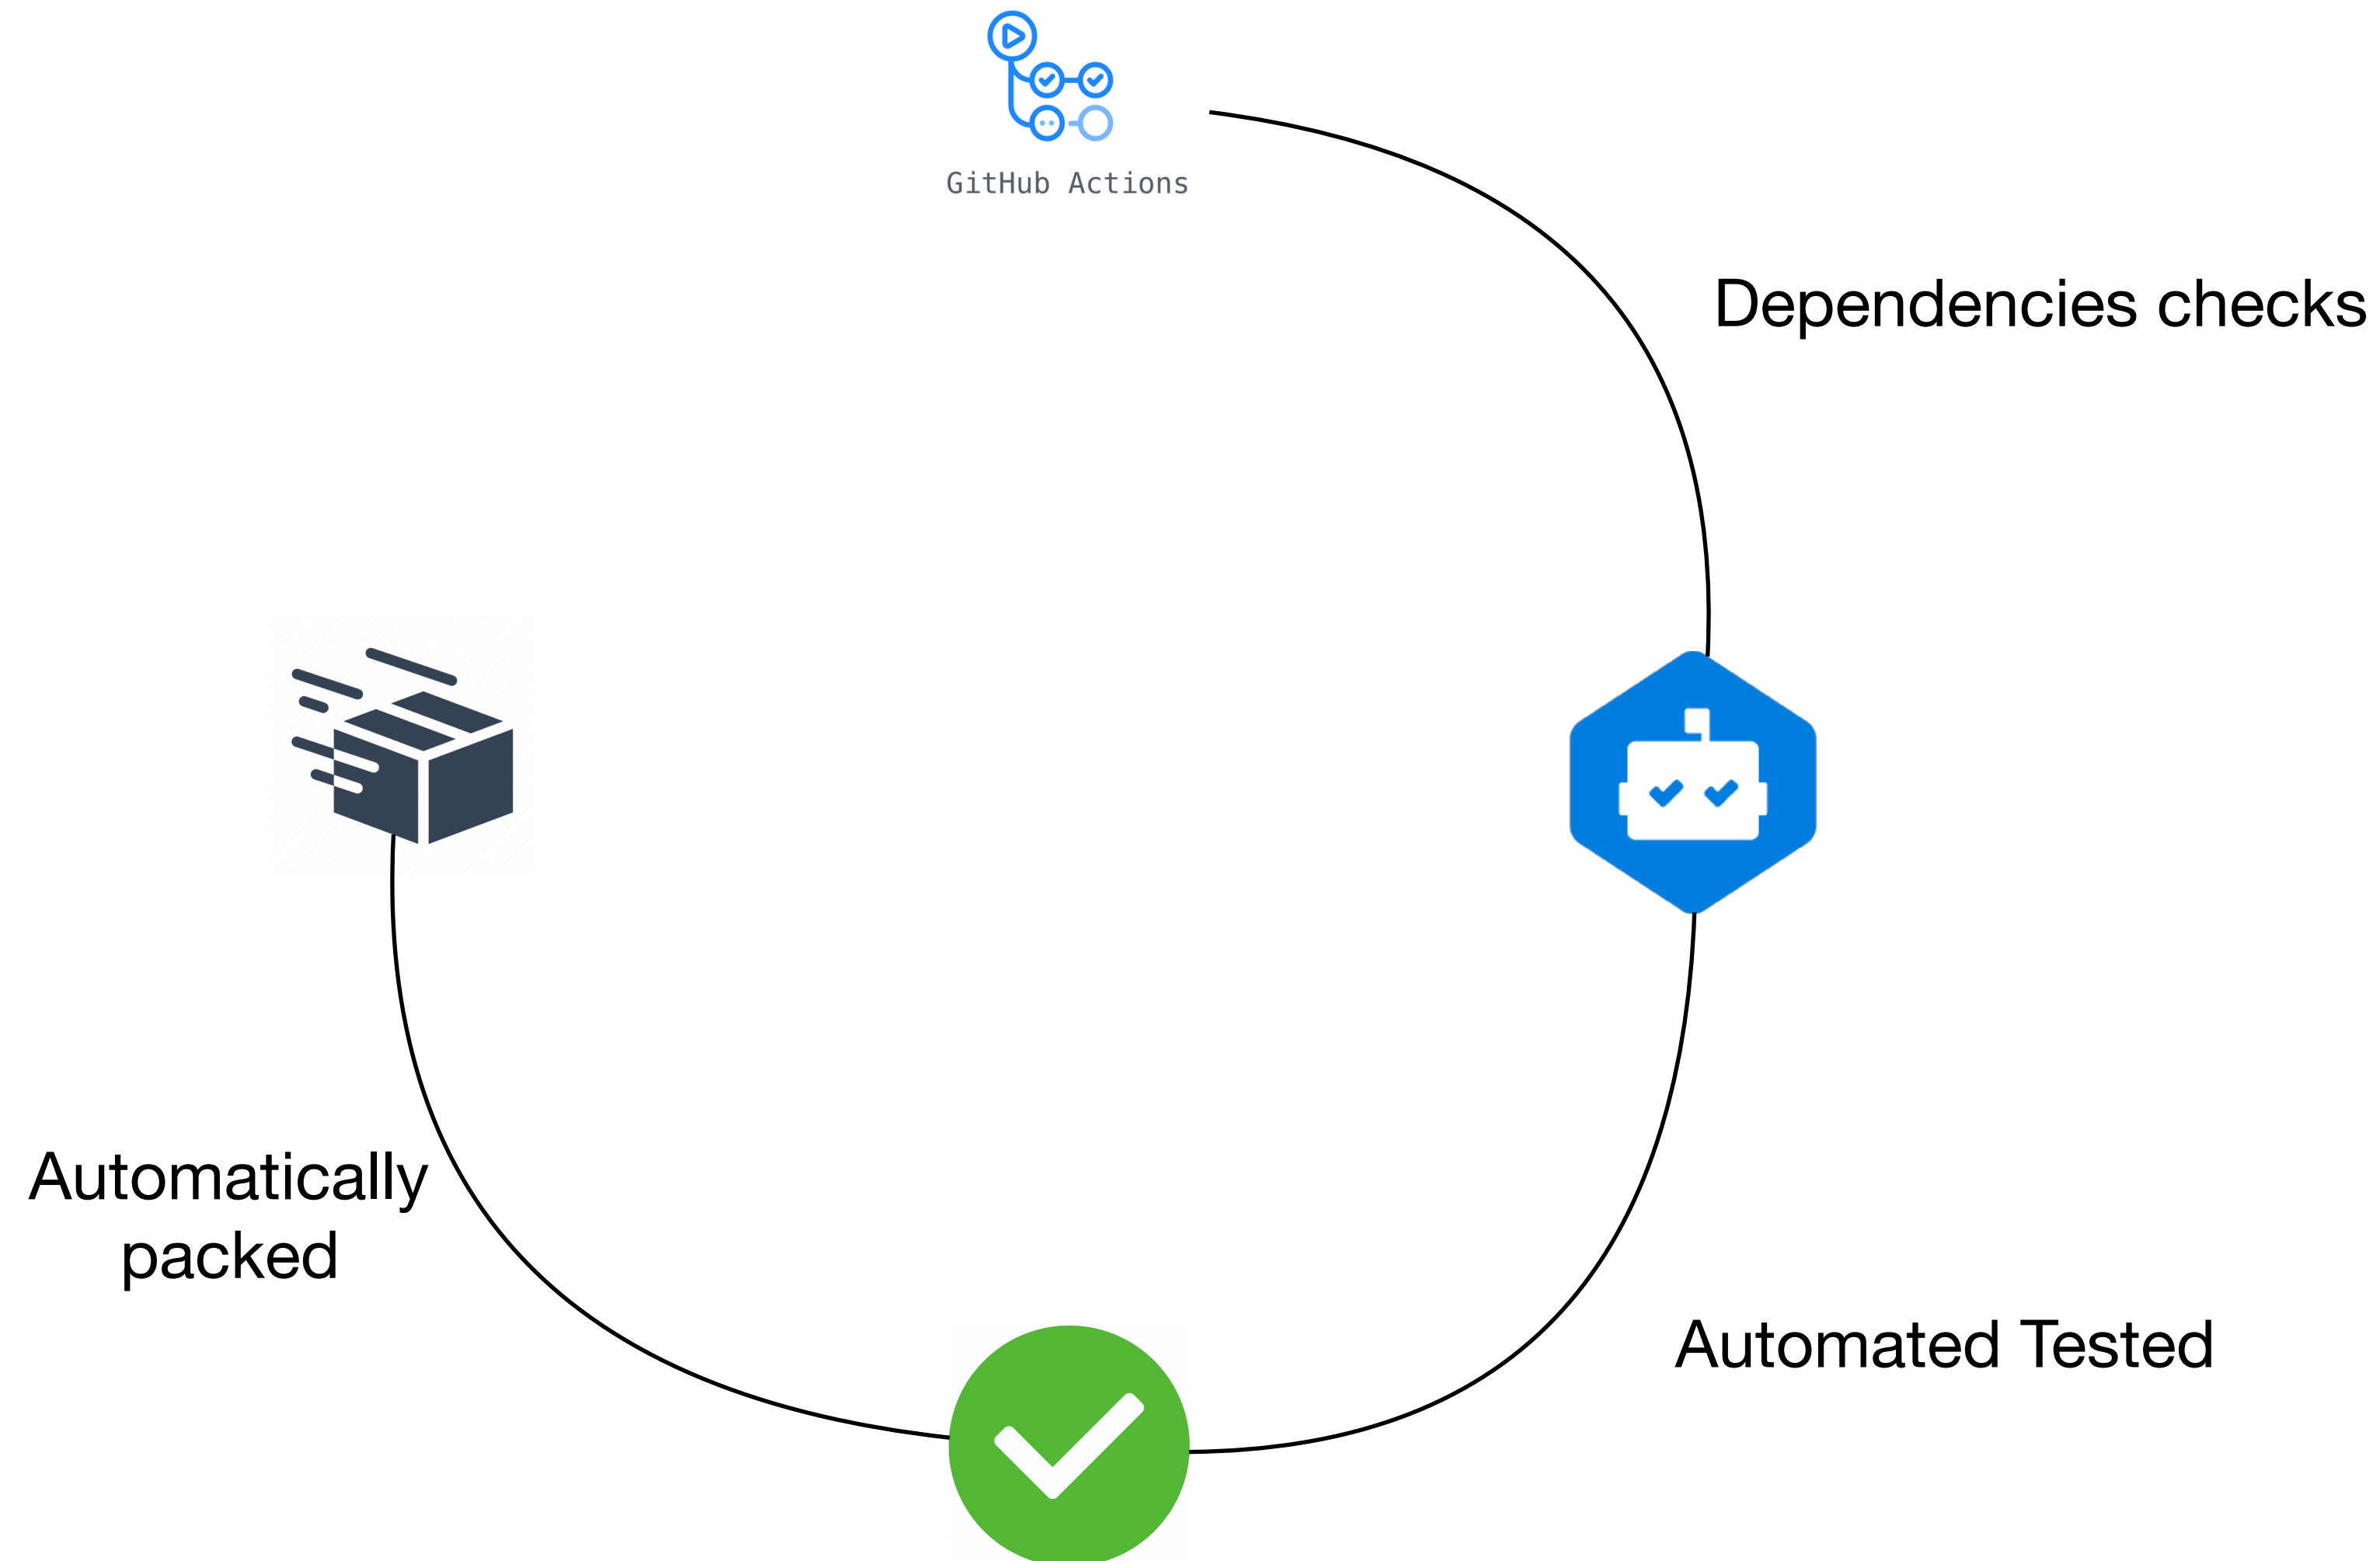 GitHub Actions
Dependencies checks
Automatically
packed
Automated Tested